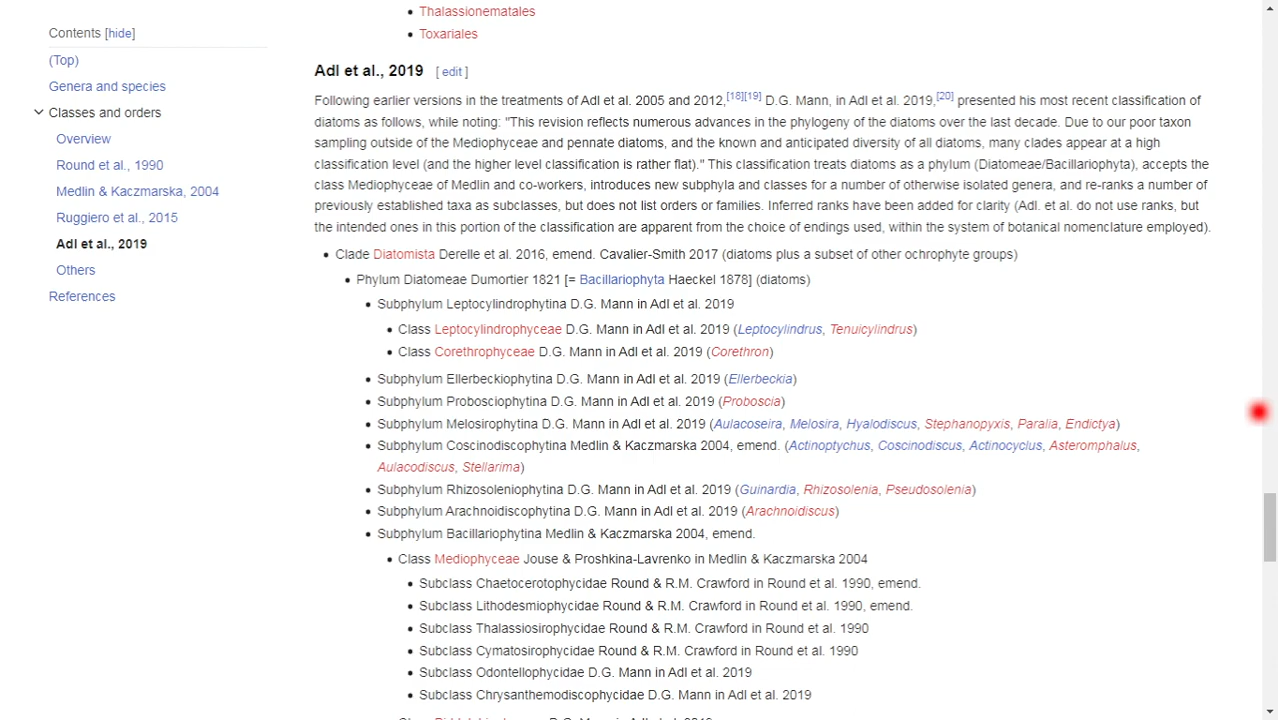 Contents [hide]
(Top)
Genera and species
Classes and orders
Overview
Round et al., 1990
Medlin & Kaczmarska, 2004
Ruggiero et al., 2015
Adl et al., 2019
Others
References
Thalassionematales
Toxariales
Adl et al., 2019 [ edit ]
Following earlier versions in the treatments of Adl et al. 2005 and 2012,[18][19] D.G. Mann, in Adl et al. 2019,[20] presented his most recent classification of
diatoms as follows, while noting: "This revision reflects numerous advances in the phylogeny of the diatoms over the last decade. Due to our poor taxon
sampling outside of the Mediophyceae and pennate diatoms, and the known and anticipated diversity of all diatoms, many clades appear at a high
classification level (and the higher level classification is rather flat)." This classification treats diatoms as a phylum (Diatomeae/Bacillariophyta), accepts the
class Mediophyceae of Medlin and co-workers, introduces new subphyla and classes for a number of otherwise isolated genera, and re-ranks a number of
previously established taxa as subclasses, but does not list orders or families. Inferred ranks have been added for clarity (Adl. et al. do not use ranks, but
the intended ones in this portion of the classification are apparent from the choice of endings used, within the system of botanical nomenclature employed).
Clade Diatomista Derelle et al. 2016, emend. Cavalier-Smith 2017 (diatoms plus a subset of other ochrophyte groups)
Phylum Diatomeae Dumortier 1821 [= Bacillariophyta Haeckel 1878] (diatoms)
Subphylum Leptocylindrophytina D.G. Mann in Adl et al. 2019
Class Leptocylindrophyceae D.G. Mann in Adl et al. 2019 (Leptocylindrus, Tenuicylindrus)
Class Corethrophyceae D.G. Mann in Adl et al. 2019 (Corethron)
Subphylum Ellerbeckiophytina D.G. Mann in Adl et al. 2019 (Ellerbeckia)
Subphylum Probosciophytina D.G. Mann in Adl et al. 2019 (Proboscia)
Subphylum Melosirophytina D.G. Mann in Adl et al. 2019 (Aulacoseira, Melosira, Hyalodiscus, Stephanopyxis, Paralia, Endictya)
Subphylum Coscinodiscophytina Medlin & Kaczmarska 2004, emend. (Actinoptychus, Coscinodiscus, Actinocyclus, Asteromphalus,
Aulacodiscus, Stellarima)
Subphylum Rhizosoleniophytina D.G. Mann in Adl et al. 2019 (Guinardia, Rhizosolenia, Pseudosolenia)
Subphylum Arachnoidiscophytina D.G. Mann in Adl et al. 2019 (Arachnoidiscus)
Subphylum Bacillariophytina Medlin & Kaczmarska 2004, emend.
Class Mediophyceae Jouse & Proshkina-Lavrenko in Medlin & Kaczmarska 2004
Subclass Chaetocerotophycidae Round & R.M. Crawford in Round et al. 1990, emend.
Subclass Lithodesmiophycidae Round & R.M. Crawford in Round et al. 1990, emend.
Subclass Thalassiosirophycidae Round & R.M. Crawford in Round et al. 1990
Subclass Cymatosirophycidae Round & R.M. Crawford in Round et al. 1990
Subclass Odontellophycidae D.G. Mann in Adl et al. 2019
Subclass Chrysanthemodiscophycidae D.G. Mann in Adl et al. 2019